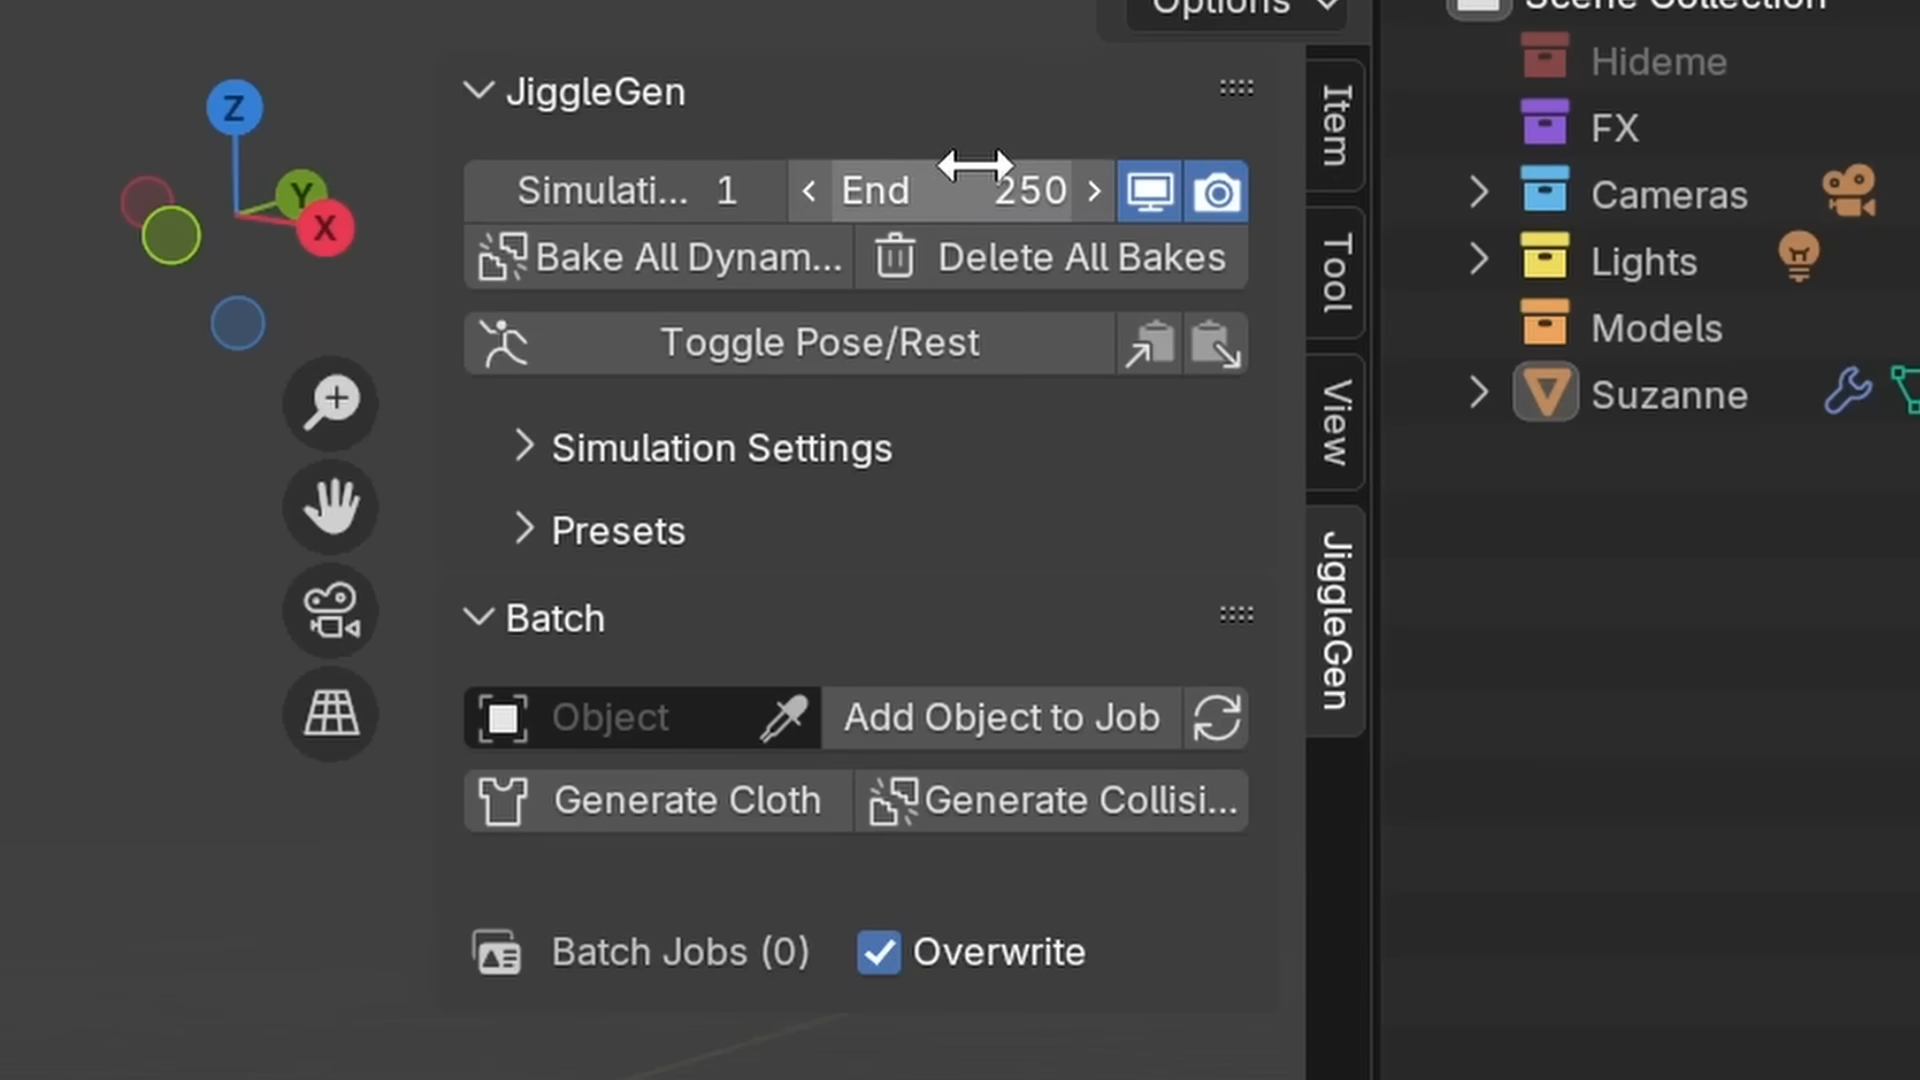 Options
Scene Collection
JiggleGen
Simulati... 1 End 250
Bake All Dynam... Delete All Bakes
Toggle Pose/Rest
Simulation Settings
Presets
Batch
Object Add Object to Job
Generate Cloth Generate Collisi...
Batch Jobs (0) Overwrite
Z
Y
X
Item
Tool
View
JiggleGen
Hideme
FX
Cameras
Lights
Models
Suzanne